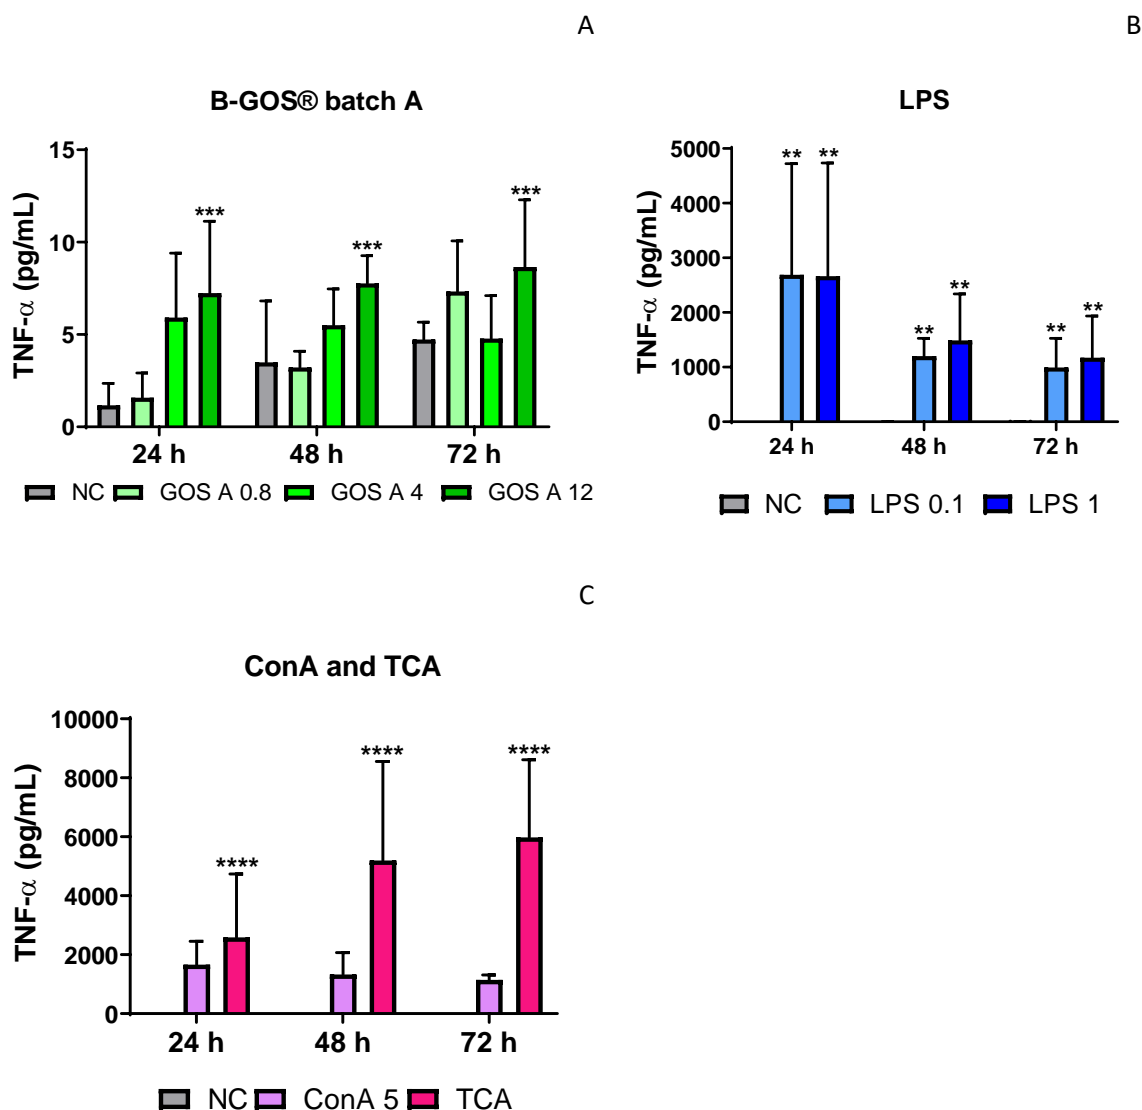 A
B
B-GOS® batch A
TNF-α (pg/mL)
15
10
5
0
***
***
***
24 h 48 h 72 h
NC GOS A 0.8 GOS A 4 GOS A 12
LPS
TNF-α (pg/mL)
5000
4000
3000
2000
1000
0
** **
** **
** **
24 h 48 h 72 h
NC LPS 0.1 LPS 1
C
ConA and TCA
TNF-α (pg/mL)
10000
8000
6000
4000
2000
0
****
****
****
24 h 48 h 72 h
NC ConA 5 TCA